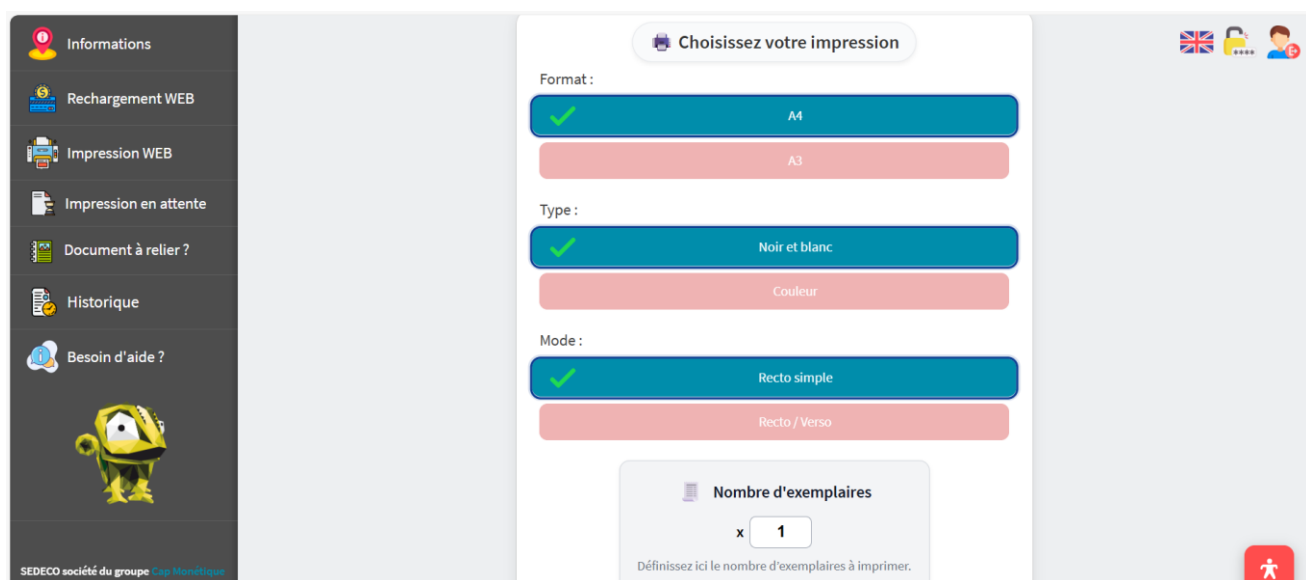 Informations
Rechargement WEB
Impression WEB
Impression en attente
Document à relier ?
Historique
Besoin d'aide ?
SEDECO société du groupe Cap Monétique
Choisissez votre impression
Format :
A4
A3
Type :
Noir et blanc
Couleur
Mode :
Recto simple
Recto / Verso
Nombre d'exemplaires
x 1
Définissez ici le nombre d'exemplaires à imprimer.